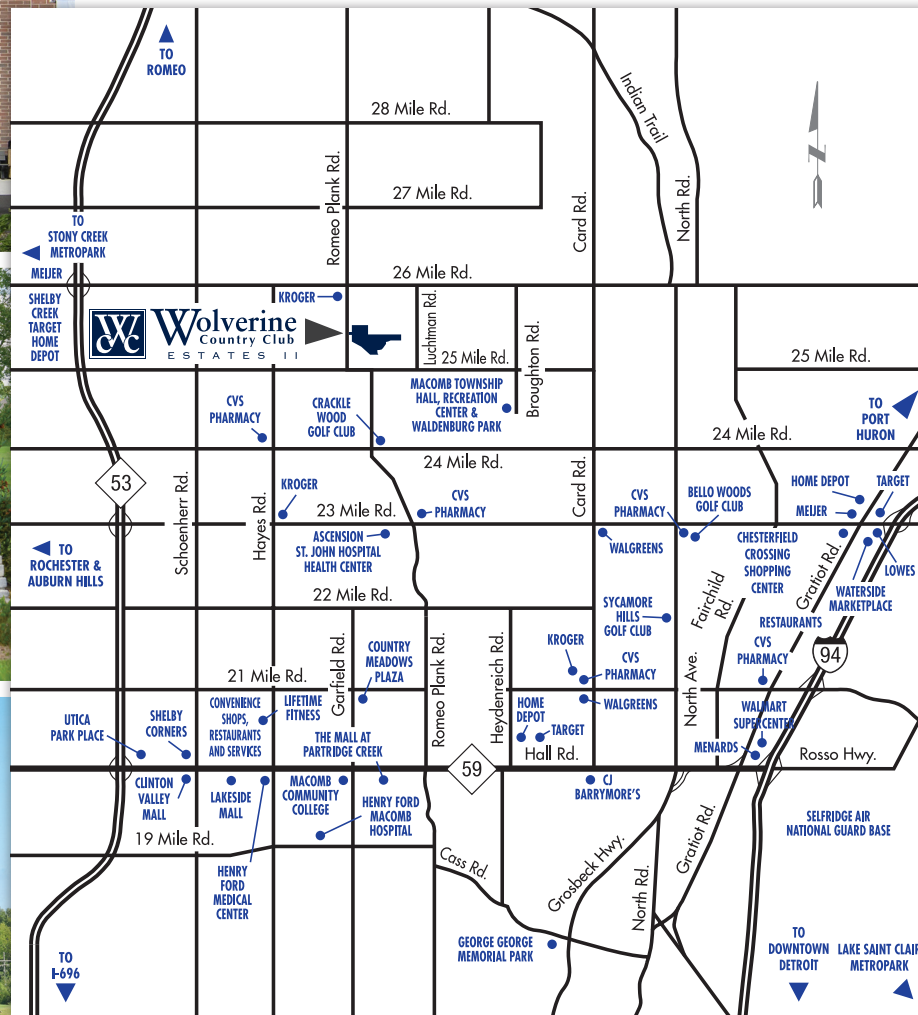 TO
ROMEO
28 Mile Rd.
Indian Trail
27 Mile Rd.
Romeo Plank Rd.
Card Rd.
North Rd.
TO
STONY CREEK
METROPARK
MEIJER
26 Mile Rd.
SHELBY
CREEK
TARGET
HOME
DEPOT
KROGER
WCCC
Wolverine
Country Club
ESTATES II
Luchtman Rd.
Broughton Rd.
25 Mile Rd.
25 Mile Rd.
CVS
PHARMACY
CRACKLE
WOOD
GOLF CLUB
MACOMB TOWNSHIP
HALL, RECREATION
CENTER &
WALDENBURG PARK
TO
PORT
HURON
24 Mile Rd.
24 Mile Rd.
53
Schoenherr Rd.
Hayes Rd.
KROGER
23 Mile Rd.
CVS
PHARMACY
Card Rd.
CVS
PHARMACY
BELLO WOODS
GOLF CLUB
HOME DEPOT
TARGET
MEIJER
TO
ROCHESTER &
AUBURN HILLS
ASCENSION
ST. JOHN HOSPITAL
HEALTH CENTER
WALGREENS
CHESTERFIELD
CROSSING
SHOPPING
CENTER
Gratiot Rd.
LOWES
WATERSIDE
MARKETPLACE
22 Mile Rd.
SYCAMORE
HILLS
GOLF CLUB
Fairchild
Rd.
RESTAURANTS
Garfield Rd.
COUNTRY
MEADOWS
PLAZA
Romeo Plank Rd.
Heydenreich Rd.
KROGER
CVS
PHARMACY
CVS
PHARMACY
94
21 Mile Rd.
North Ave.
UTICA
PARK PLACE
SHELBY
CORNERS
CONVENIENCE
SHOPS,
RESTAURANTS
AND SERVICES
LIFETIME
FITNESS
THE MALL AT
PARTRIDGE CREEK
HOME
DEPOT
TARGET
WALGREENS
WALMART
SUPERCENTER
MENARDS
Hall Rd.
Rosso Hwy.
59
CLINTON
VALLEY
MALL
LAKESIDE
MALL
MACOMB
COMMUNITY
COLLEGE
HENRY FORD
MACOMB
HOSPITAL
CJ
BARRYMORE'S
SELFRIDGE AIR
NATIONAL GUARD BASE
19 Mile Rd.
HENRY
FORD
MEDICAL
CENTER
Cass Rd.
Grosbeck Hwy.
North Rd.
Gratiot Rd.
GEORGE GEORGE
MEMORIAL PARK
TO
I-696
TO
DOWNTOWN
DETROIT
LAKE SAINT CLAIR
METROPARK
N